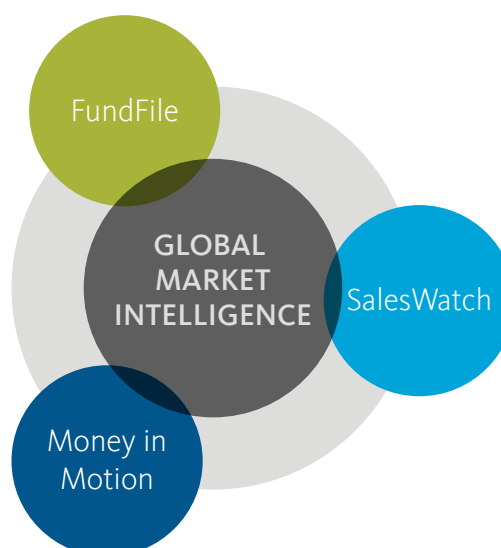 FundFile
GLOBAL
MARKET
INTELLIGENCE
SalesWatch
Money in
Motion